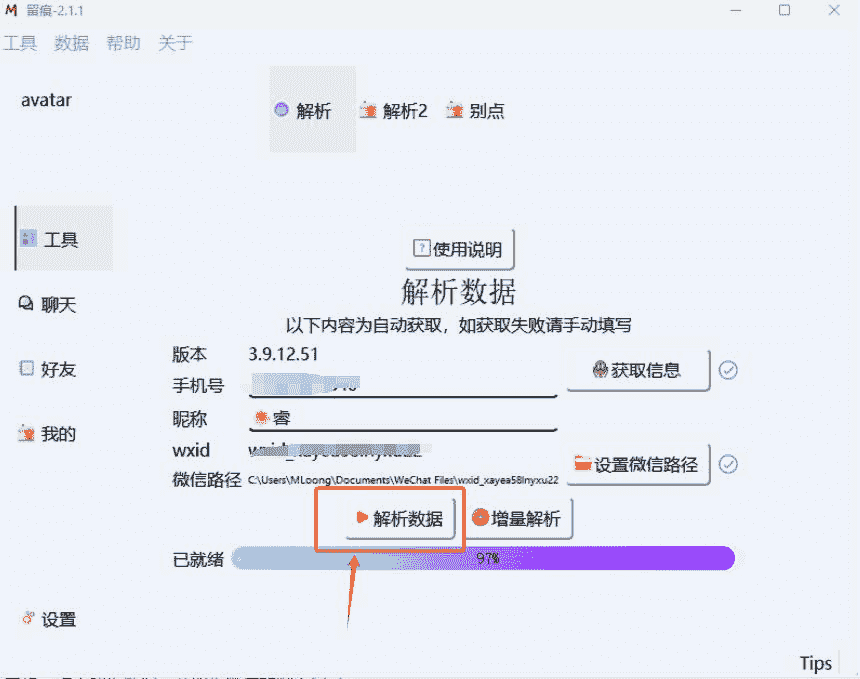 留痕-2.1.1
工具 数据 帮助 关于
avatar
解析 解析2 别点
工具
使用说明
解析数据
聊天
以下内容为自动获取，如获取失败请手动填写
版本 3.9.12.51
获取信息
好友
手机号
昵称 睿
我的
wxid
设置微信路径
微信路径 C:\Users\MLoong\Documents\WeChat Files\wxid_xayea58lnyxu22
解析数据 增量解析
已就绪 97%
设置
Tips